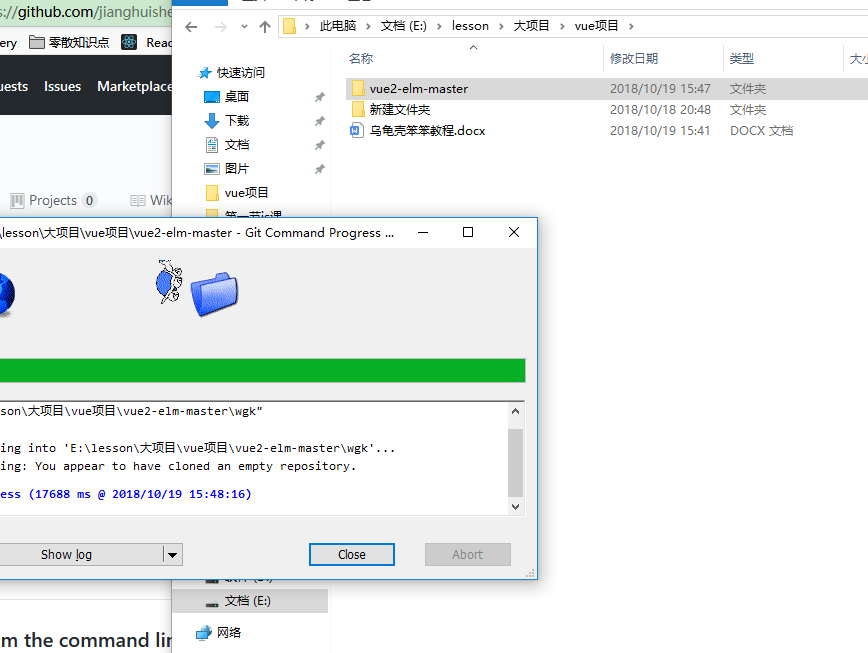 s://github.com/jianghuishe
ery 零散知识点 Reac
uests Issues Marketplace
Projects 0 Wik
此电脑 > 文档 (E:) > lesson > 大项目 > vue项目 >
名称 修改日期 类型 大小
快速访问
桌面
下载
文档
图片
vue项目
第一节js课
vue2-elm-master 2018/10/19 15:47 文件夹
新建文件夹 2018/10/18 20:48 文件夹
乌龟壳笨笨教程.docx 2018/10/19 15:41 DOCX 文档
\lesson\大项目\vue项目\vue2-elm-master - Git Command Progress ...
son\大项目\vue项目\vue2-elm-master\wgk"
ing into 'E:\lesson\大项目\vue项目\vue2-elm-master\wgk'...
ing: You appear to have cloned an empty repository.
ess (17688 ms @ 2018/10/19 15:48:16)
Show log Close Abort
文档 (E:)
网络
m the command lin